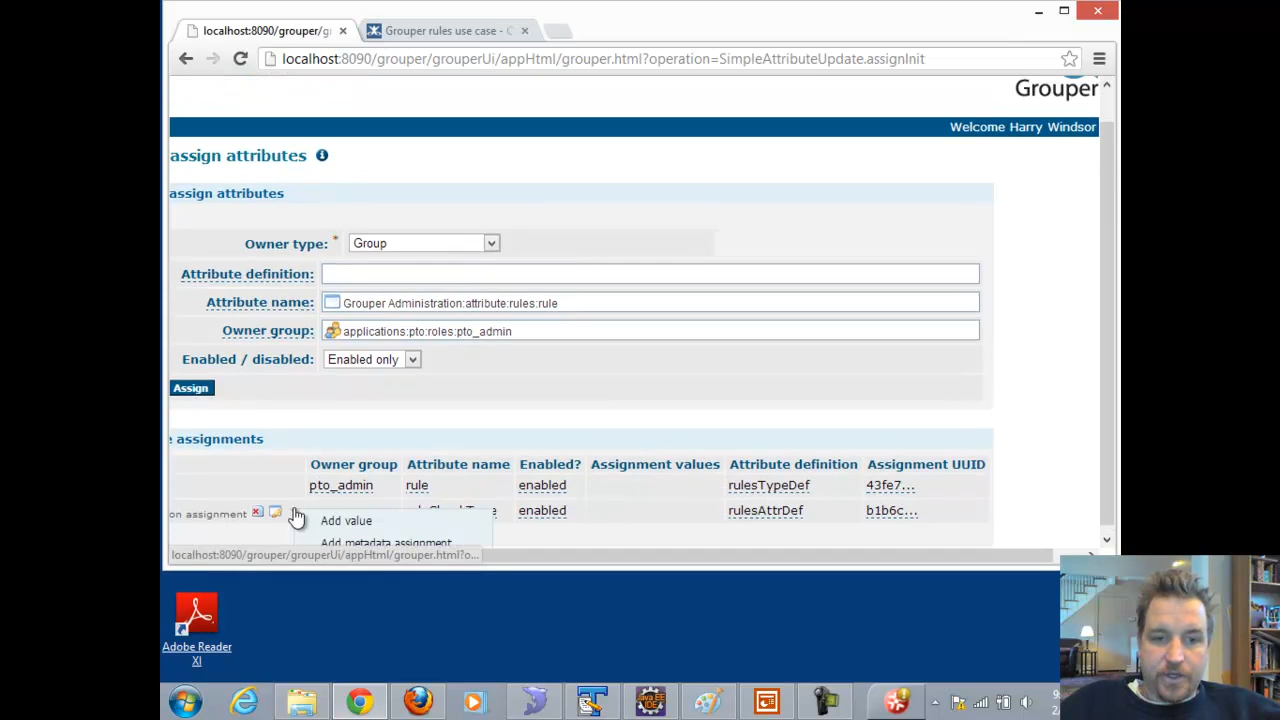 localhost:8090/grouper/g
Grouper rules use case - C
localhost:8090/grouper/grouperUi/appHtml/grouper.html?operation=SimpleAttributeUpdate.assignInit
Grouper
Welcome Harry Windsor
assign attributes
assign attributes
Owner type: *
Group
Attribute definition:
Attribute name:
Grouper Administration:attribute:rules:rule
Owner group:
applications:pto:roles:pto_admin
Enabled / disabled:
Enabled only
Assign
e assignments
Owner group Attribute name Enabled? Assignment values Attribute definition Assignment UUID
pto_admin rule enabled rulesTypeDef 43fe7...
on assignment enabled rulesAttrDef b1b6c...
Add value
Add metadata assignment
localhost:8090/grouper/grouperUi/appHtml/grouper.html?o...
Adobe Reader
XI